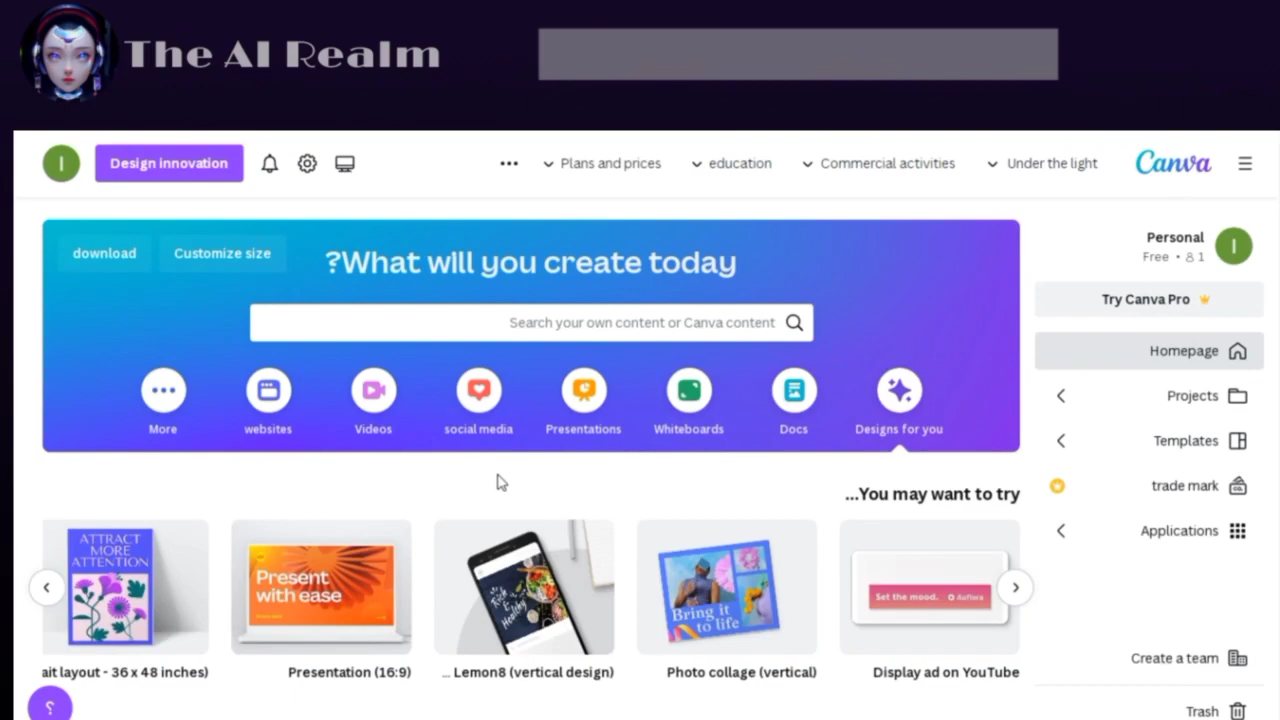 The AI Realm
I
Design innovation
Plans and prices
education
Commercial activities
Under the light
Canva
download
Customize size
?What will you create today
Search your own content or Canva content
More
websites
Videos
social media
Presentations
Whiteboards
Docs
Designs for you
Personal
Free • 1
I
Try Canva Pro
Homepage
Projects
Templates
trade mark
Applications
Create a team
Trash
...You may want to try
ATTRACT
MORE
ATTENTION
Present
with ease
Rich &
Healthy
Bring it
to life
Set the mood. Auflora
ait layout - 36 x 48 inches)
Presentation (16:9)
... Lemon8 (vertical design)
Photo collage (vertical)
Display ad on YouTube
?